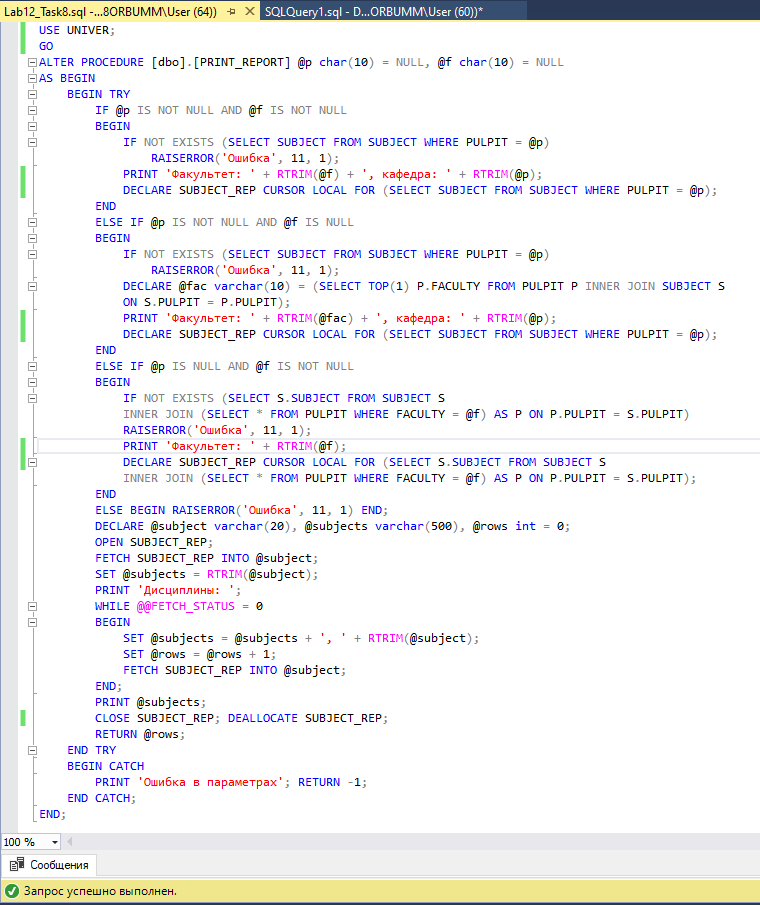 Lab12_Task8.sql -...8ORBUMM\User (64)) SQLQuery1.sql - D...ORBUMM\User (60))*
USE UNIVER;
GO
ALTER PROCEDURE [dbo].[PRINT_REPORT] @p char(10) = NULL, @f char(10) = NULL
AS BEGIN
BEGIN TRY
IF @p IS NOT NULL AND @f IS NOT NULL
BEGIN
IF NOT EXISTS (SELECT SUBJECT FROM SUBJECT WHERE PULPIT = @p)
RAISERROR('Ошибка', 11, 1);
PRINT 'Факультет: ' + RTRIM(@f) + ', кафедра: ' + RTRIM(@p);
DECLARE SUBJECT_REP CURSOR LOCAL FOR (SELECT SUBJECT FROM SUBJECT WHERE PULPIT = @p);
END
ELSE IF @p IS NOT NULL AND @f IS NULL
BEGIN
IF NOT EXISTS (SELECT SUBJECT FROM SUBJECT WHERE PULPIT = @p)
RAISERROR('Ошибка', 11, 1);
DECLARE @fac varchar(10) = (SELECT TOP(1) P.FACULTY FROM PULPIT P INNER JOIN SUBJECT S
ON S.PULPIT = P.PULPIT);
PRINT 'Факультет: ' + RTRIM(@fac) + ', кафедра: ' + RTRIM(@p);
DECLARE SUBJECT_REP CURSOR LOCAL FOR (SELECT SUBJECT FROM SUBJECT WHERE PULPIT = @p);
END
ELSE IF @p IS NULL AND @f IS NOT NULL
BEGIN
IF NOT EXISTS (SELECT S.SUBJECT FROM SUBJECT S
INNER JOIN (SELECT * FROM PULPIT WHERE FACULTY = @f) AS P ON P.PULPIT = S.PULPIT)
RAISERROR('Ошибка', 11, 1);
PRINT 'Факультет: ' + RTRIM(@f);
DECLARE SUBJECT_REP CURSOR LOCAL FOR (SELECT S.SUBJECT FROM SUBJECT S
INNER JOIN (SELECT * FROM PULPIT WHERE FACULTY = @f) AS P ON P.PULPIT = S.PULPIT);
END
ELSE BEGIN RAISERROR('Ошибка', 11, 1) END;
DECLARE @subject varchar(20), @subjects varchar(500), @rows int = 0;
OPEN SUBJECT_REP;
FETCH SUBJECT_REP INTO @subject;
SET @subjects = RTRIM(@subject);
PRINT 'Дисциплины: ';
WHILE @@FETCH_STATUS = 0
BEGIN
SET @subjects = @subjects + ', ' + RTRIM(@subject);
SET @rows = @rows + 1;
FETCH SUBJECT_REP INTO @subject;
END;
PRINT @subjects;
CLOSE SUBJECT_REP; DEALLOCATE SUBJECT_REP;
RETURN @rows;
END TRY
BEGIN CATCH
PRINT 'Ошибка в параметрах'; RETURN -1;
END CATCH;
END;
100 %
Сообщения
Запрос успешно выполнен.